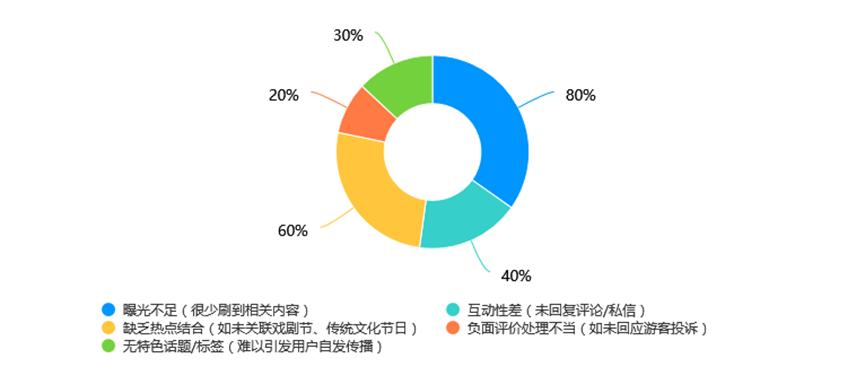 30%
20%
80%
60%
40%
曝光不足（很少刷到相关内容）
互动性差（未回复评论/私信）
缺乏热点结合（如未关联戏剧节、传统文化节日）
负面评价处理不当（如未回应游客投诉）
无特色话题/标签（难以引发用户自发传播）